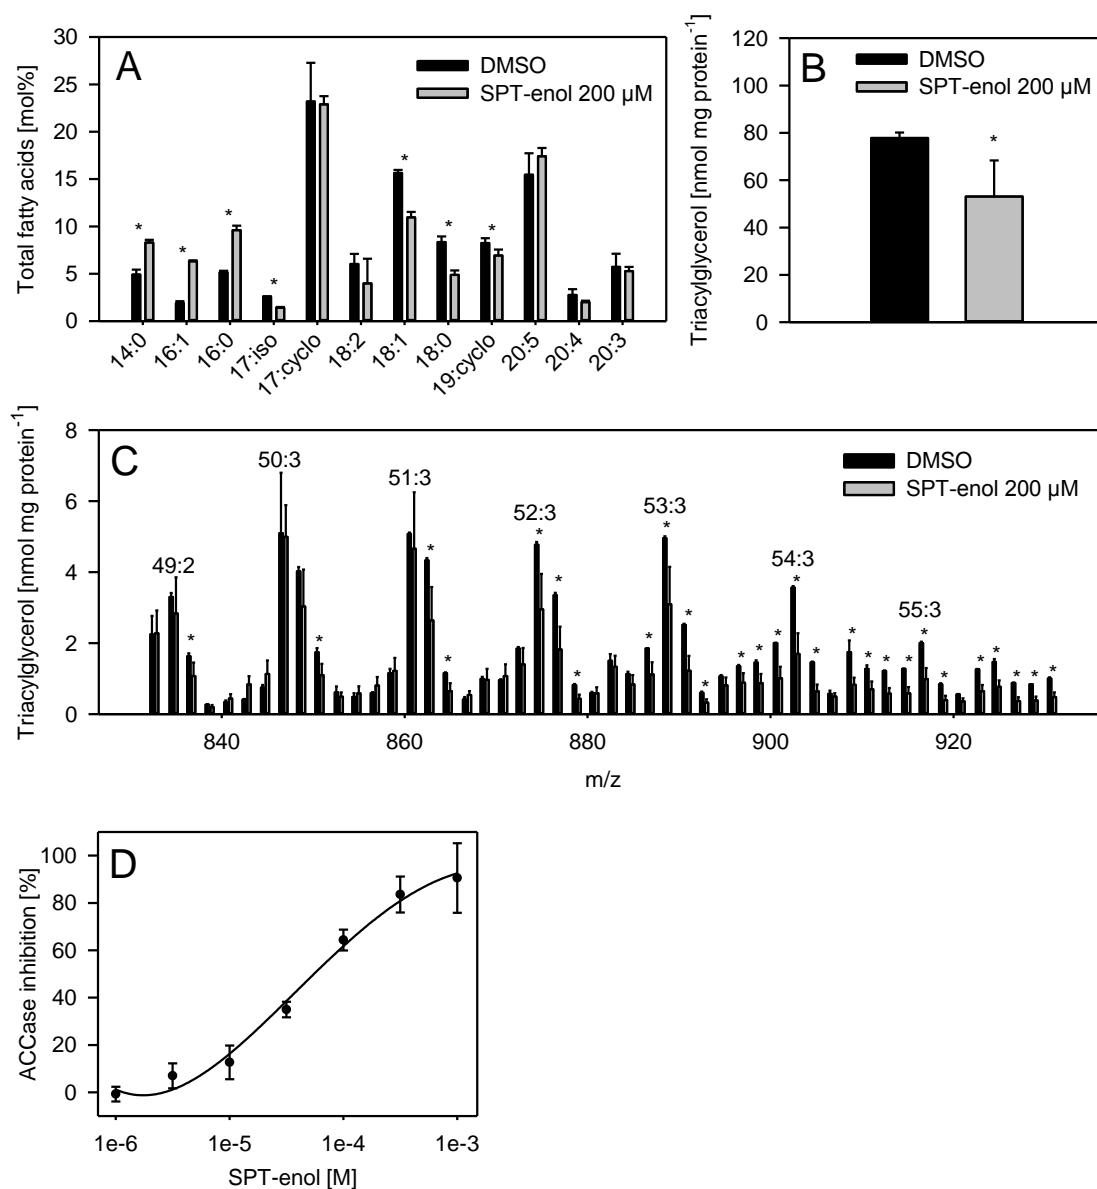 A
Total fatty acids [mol%]
30
25
20
15
10
5
0
DMSO
SPT-enol 200 µM
* * * * * * *
14:0 16:1 16:0 17:iso 17:cyclo 18:2 18:1 18:0 19:cyclo 20:5 20:4 20:3
B
Triacylglycerol [nmol mg protein⁻¹]
120
100
80
60
40
20
0
DMSO
SPT-enol 200 µM
*
C
Triacylglycerol [nmol mg protein⁻¹]
8
6
4
2
0
DMSO
SPT-enol 200 µM
49:2 50:3 51:3 52:3 53:3 54:3 55:3
* * * * * * * * * * * * * * * * * * * * * * * * * *
840 860 880 900 920
m/z
D
ACCase inhibition [%]
100
80
60
40
20
0
1e-6 1e-5 1e-4 1e-3
SPT-enol [M]